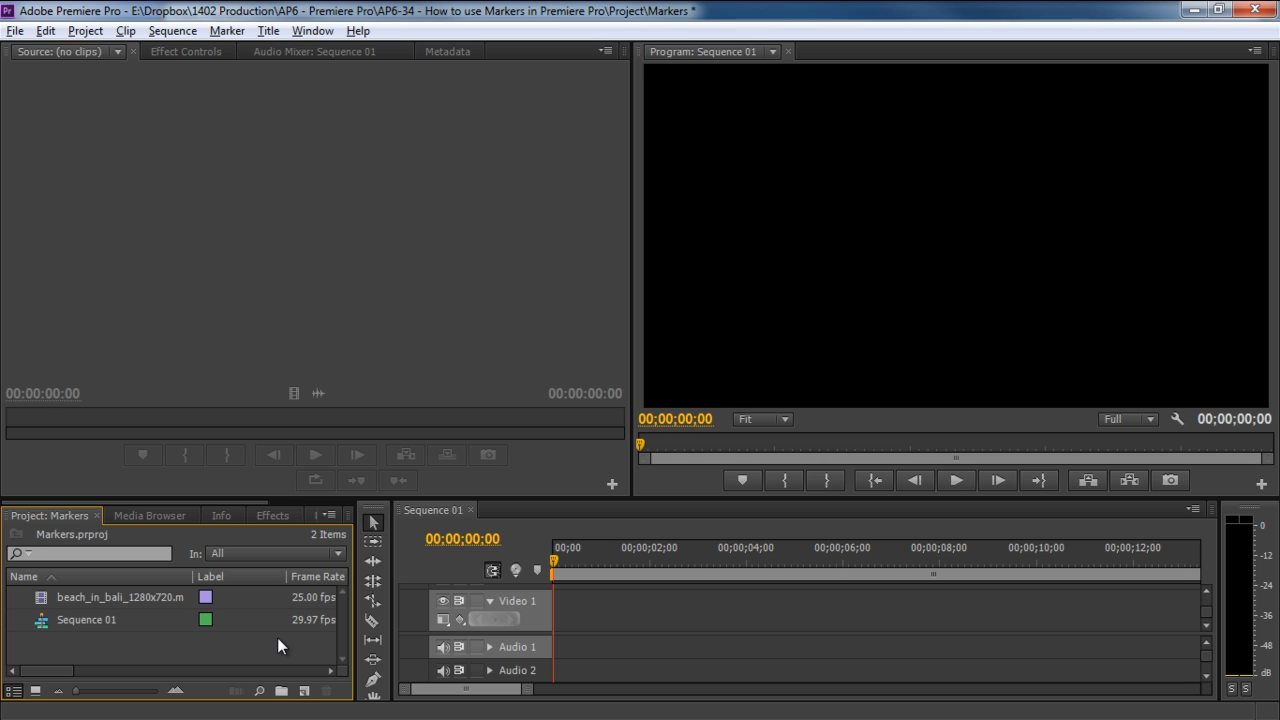 Pr Adobe Premiere Pro - E:\Dropbox\1402 Production\AP6 - Premiere Pro\AP6-34 - How to use Markers in Premiere Pro\Project\Markers *
File Edit Project Clip Sequence Marker Title Window Help
Source: (no clips) Effect Controls Audio Mixer: Sequence 01 Metadata
Program: Sequence 01
00:00:00:00 00:00:00:00
00;00;00;00 Fit Full 00;00;00;00
Project: Markers Media Browser Info Effects
Markers.prproj 2 Items
In: All
Name Label Frame Rate
beach_in_bali_1280x720.m 25.00 fps
Sequence 01 29.97 fps
Sequence 01
00;00;00;00
00;00 00;00;02;00 00;00;04;00 00;00;06;00 00;00;08;00 00;00;10;00 00;00;12;00
Video 1
Audio 1
Audio 2
0
-12
-24
-36
-48
dB
S S